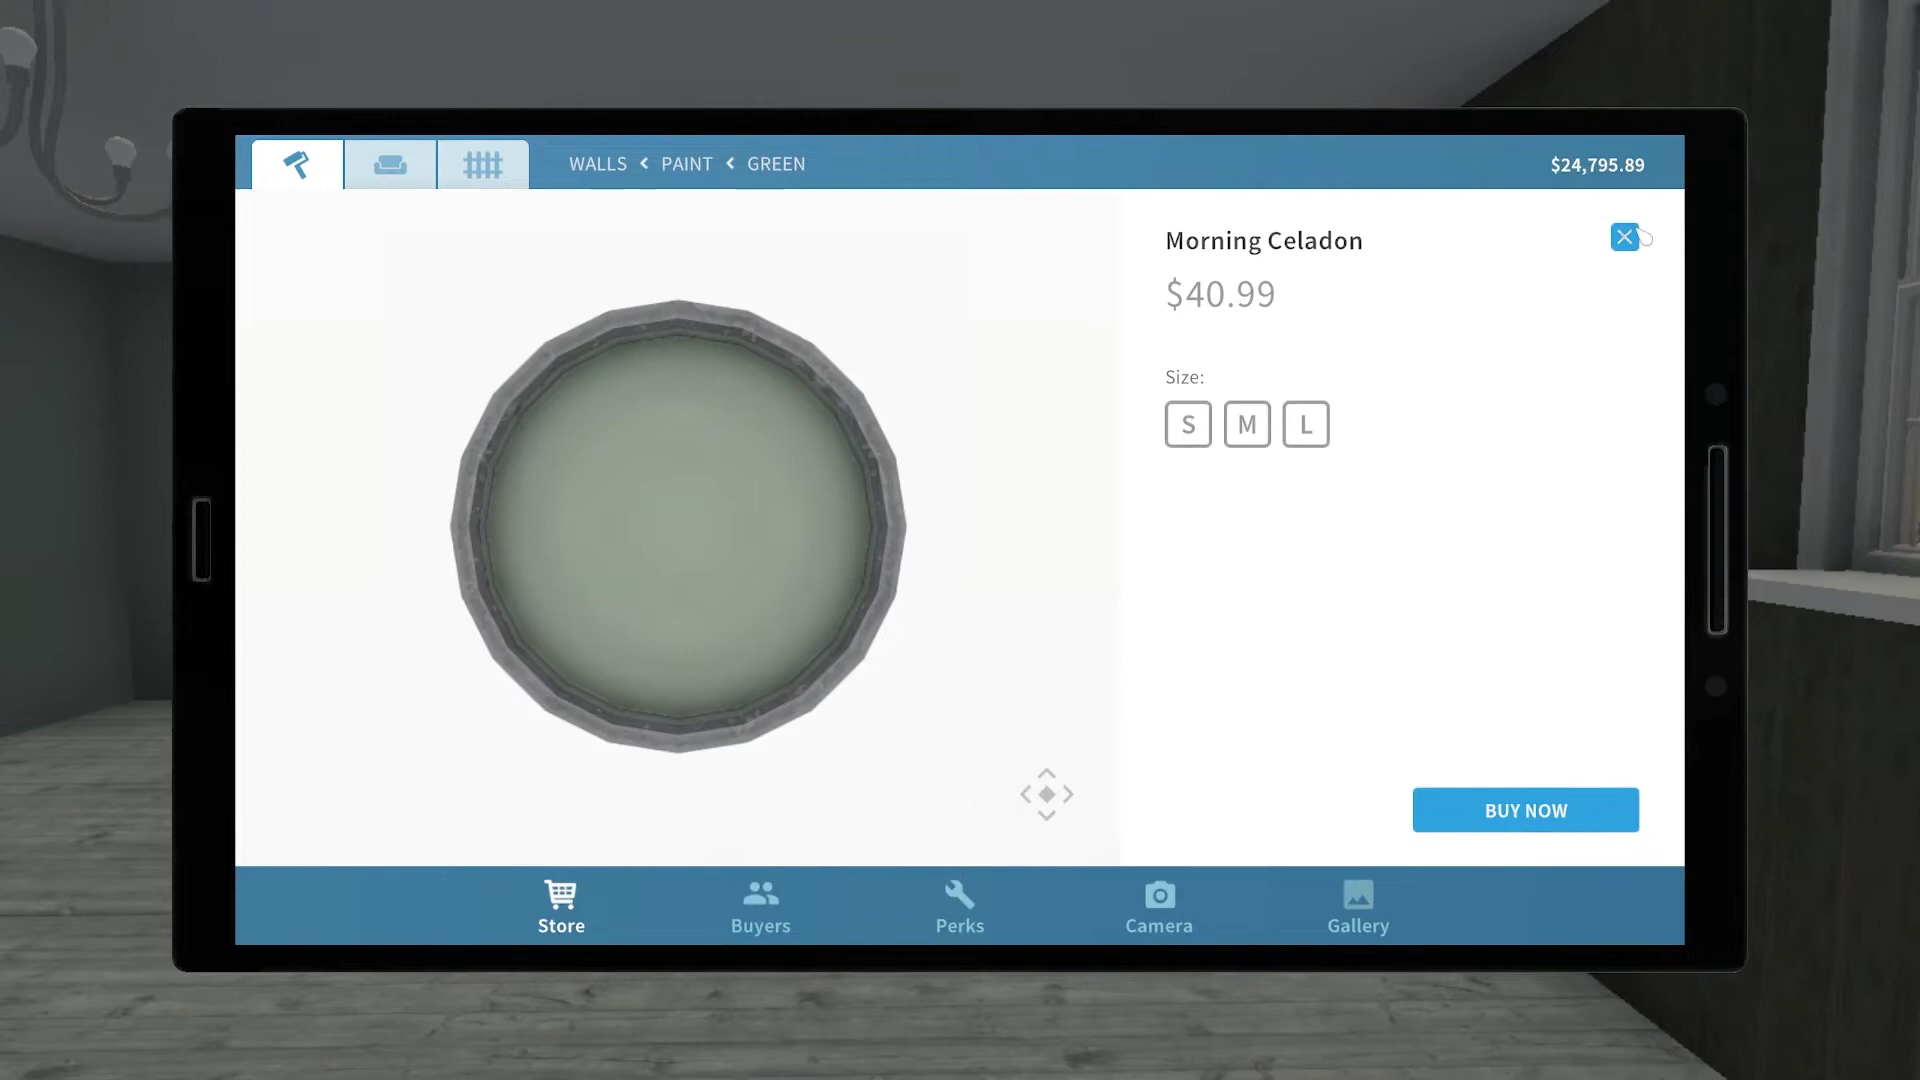 WALLS < PAINT < GREEN
$24,795.89
Morning Celadon
$40.99
Size:
S M L
BUY NOW
Store Buyers Perks Camera Gallery